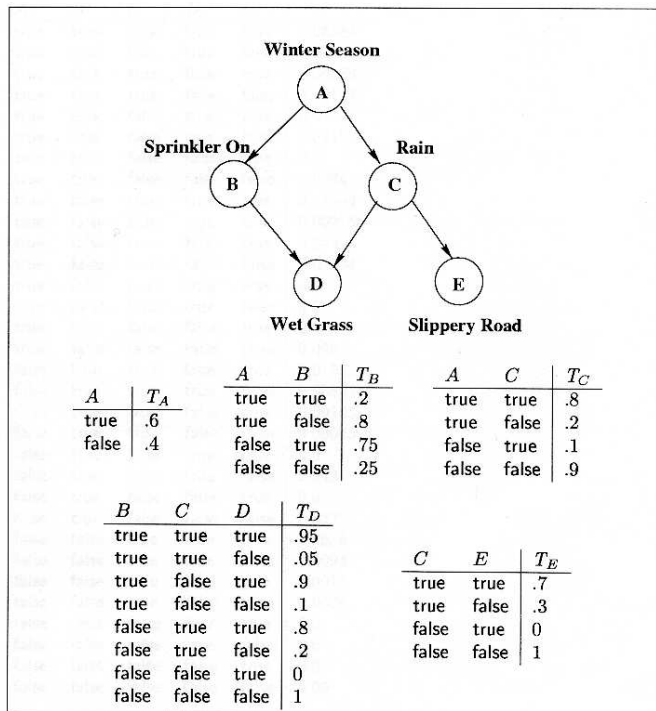 Winter Season
A
Sprinkler On
Rain
B
C
D
E
Wet Grass
Slippery Road
A T_A
true .6
false .4
A B T_B
true true .2
true false .8
false true .75
false false .25
A C T_C
true true .8
true false .2
false true .1
false false .9
B C D T_D
true true true .95
true true false .05
true false true .9
true false false .1
false true true .8
false true false .2
false false true 0
false false false 1
C E T_E
true true .7
true false .3
false true 0
false false 1